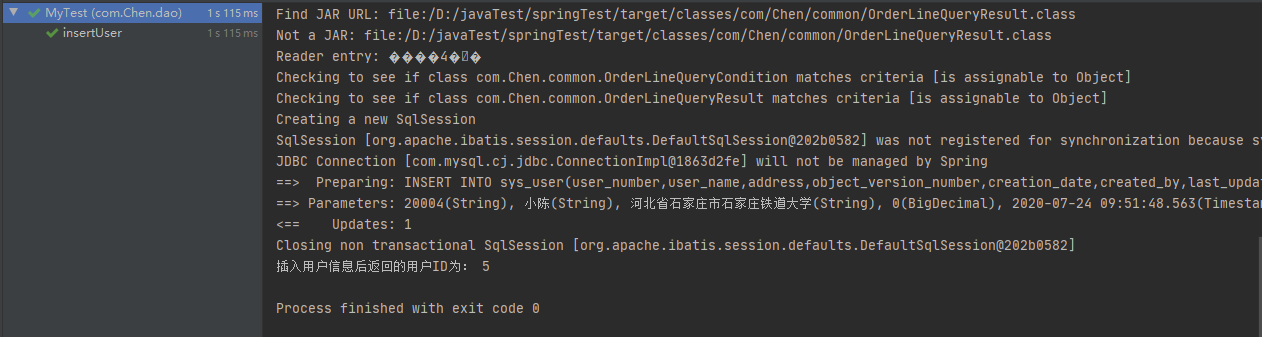 MyTest (com.Chen.dao) 1 s 115 ms
insertUser 1 s 115 ms
Find JAR URL: file:/D:/javaTest/springTest/target/classes/com/Chen/common/OrderLineQueryResult.class
Not a JAR: file:/D:/javaTest/springTest/target/classes/com/Chen/common/OrderLineQueryResult.class
Reader entry: ����4�
Checking to see if class com.Chen.common.OrderLineQueryCondition matches criteria [is assignable to Object]
Checking to see if class com.Chen.common.OrderLineQueryResult matches criteria [is assignable to Object]
Creating a new SqlSession
SqlSession [org.apache.ibatis.session.defaults.DefaultSqlSession@202b0582] was not registered for synchronization because sy
JDBC Connection [com.mysql.cj.jdbc.ConnectionImpl@1863d2fe] will not be managed by Spring
==>  Preparing: INSERT INTO sys_user(user_number,user_name,address,object_version_number,creation_date,created_by,last_updat
==> Parameters: 20004(String), 小陈(String), 河北省石家庄市石家庄铁道大学(String), 0(BigDecimal), 2020-07-24 09:51:48.563(Timesta
<==    Updates: 1
Closing non transactional SqlSession [org.apache.ibatis.session.defaults.DefaultSqlSession@202b0582]
插入用户信息后返回的用户ID为： 5
Process finished with exit code 0